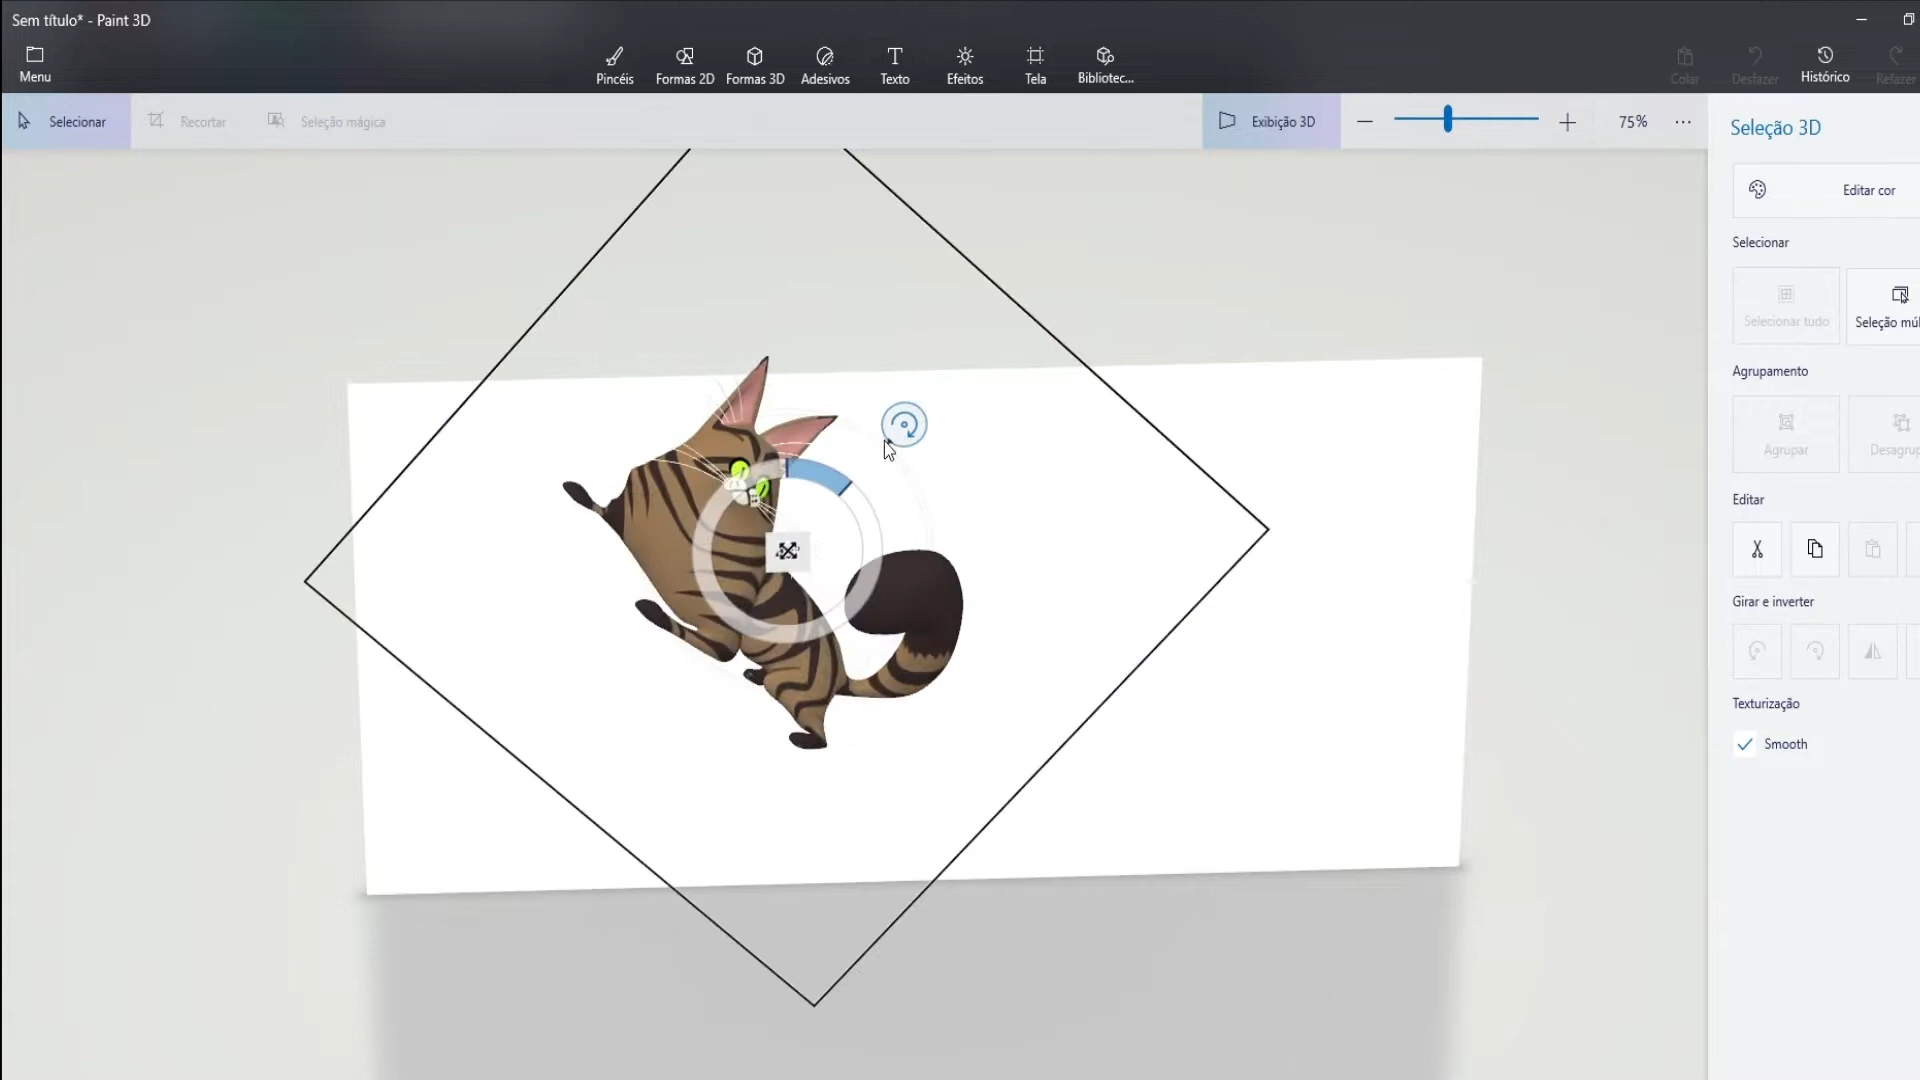 Sem título* - Paint 3D
Menu
Pincéis
Formas 2D
Formas 3D
Adesivos
Texto
Efeitos
Tela
Bibliotec...
Colar
Desfazer
Histórico
Refazer
Selecionar
Recortar
Seleção mágica
Exibição 3D
75%
Seleção 3D
Editar cor
Selecionar
Selecionar tudo
Seleção múl
Agrupamento
Agrupar
Desagrup
Editar
Girar e inverter
Texturização
Smooth